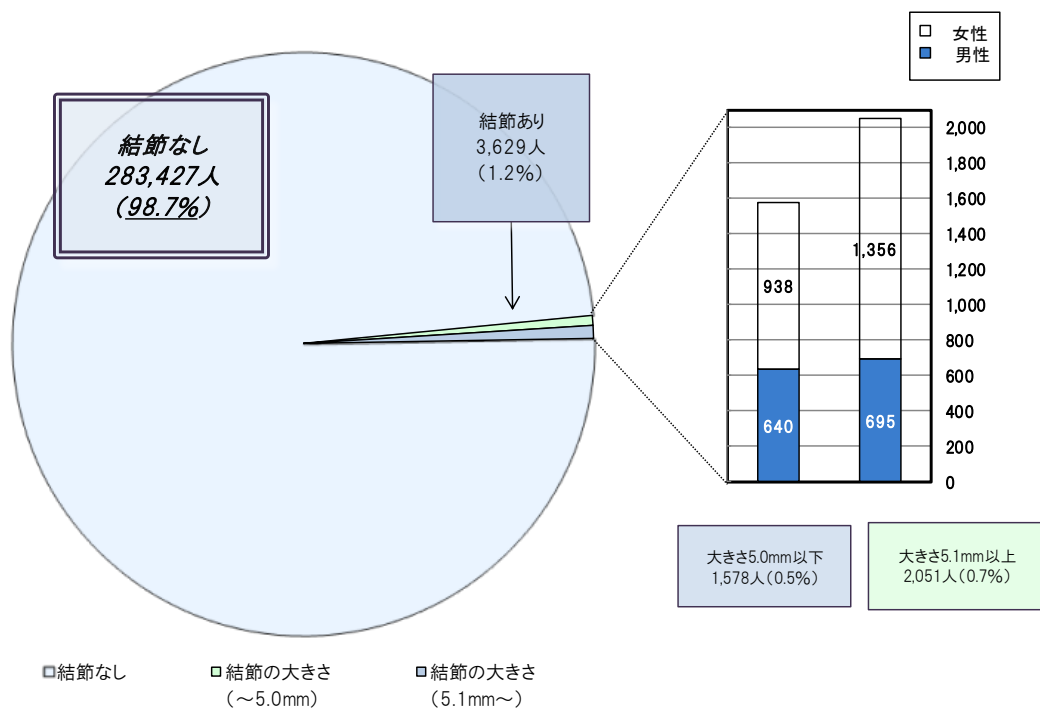 女性
男性
結節なし
283,427人
(98.7%)
結節あり
3,629人
(1.2%)
2,000
1,800
1,600
1,400
1,200
1,000
800
600
400
200
0
938
1,356
640
695
大きさ5.0mm以下
1,578人(0.5%)
大きさ5.1mm以上
2,051人(0.7%)
結節なし
結節の大きさ
(～5.0mm)
結節の大きさ
(5.1mm～)